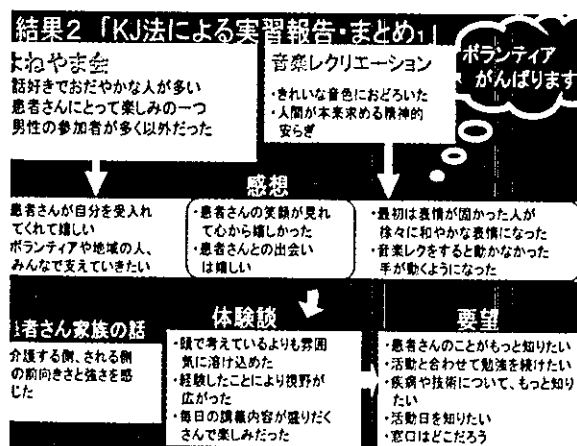 結果2 「KJ法による実習報告・まとめ1」
よねやま会
話好きでおだやかな人が多い
患者さんにとって楽しみの一つ
男性の参加者が多く以外だった
音楽レクリエーション
・きれいな音色におどろいた
・人間が本来求める精神的
安らぎ
ボランティア
がんばります
感想
患者さんが自分を受入れ
てくれて嬉しい
ボランティアや地域の人、
みんなで支えていきたい
・患者さんの笑顔が見れ
て心から嬉しかった
・患者さんとの出会い
は嬉しい
・最初は表情が固かった人が
徐々に和やかな表情になった
・音楽レクをすると動かなかった
手が動くようになった
患者さん家族の話
介護する側、される側
の前向きさと強さを感
じた
体験談
・頭で考えているよりも雰囲
気に溶け込めた
・経験したことにより視野が
広がった
・毎日の講義内容が盛りだく
さんで楽しみだった
要望
・患者さんのことがもっと知りたい
・活動と合わせて勉強を続けたい
・疾病や技術について、もっと知り
たい
・活動日を知りたい
・窓口はどこだろう